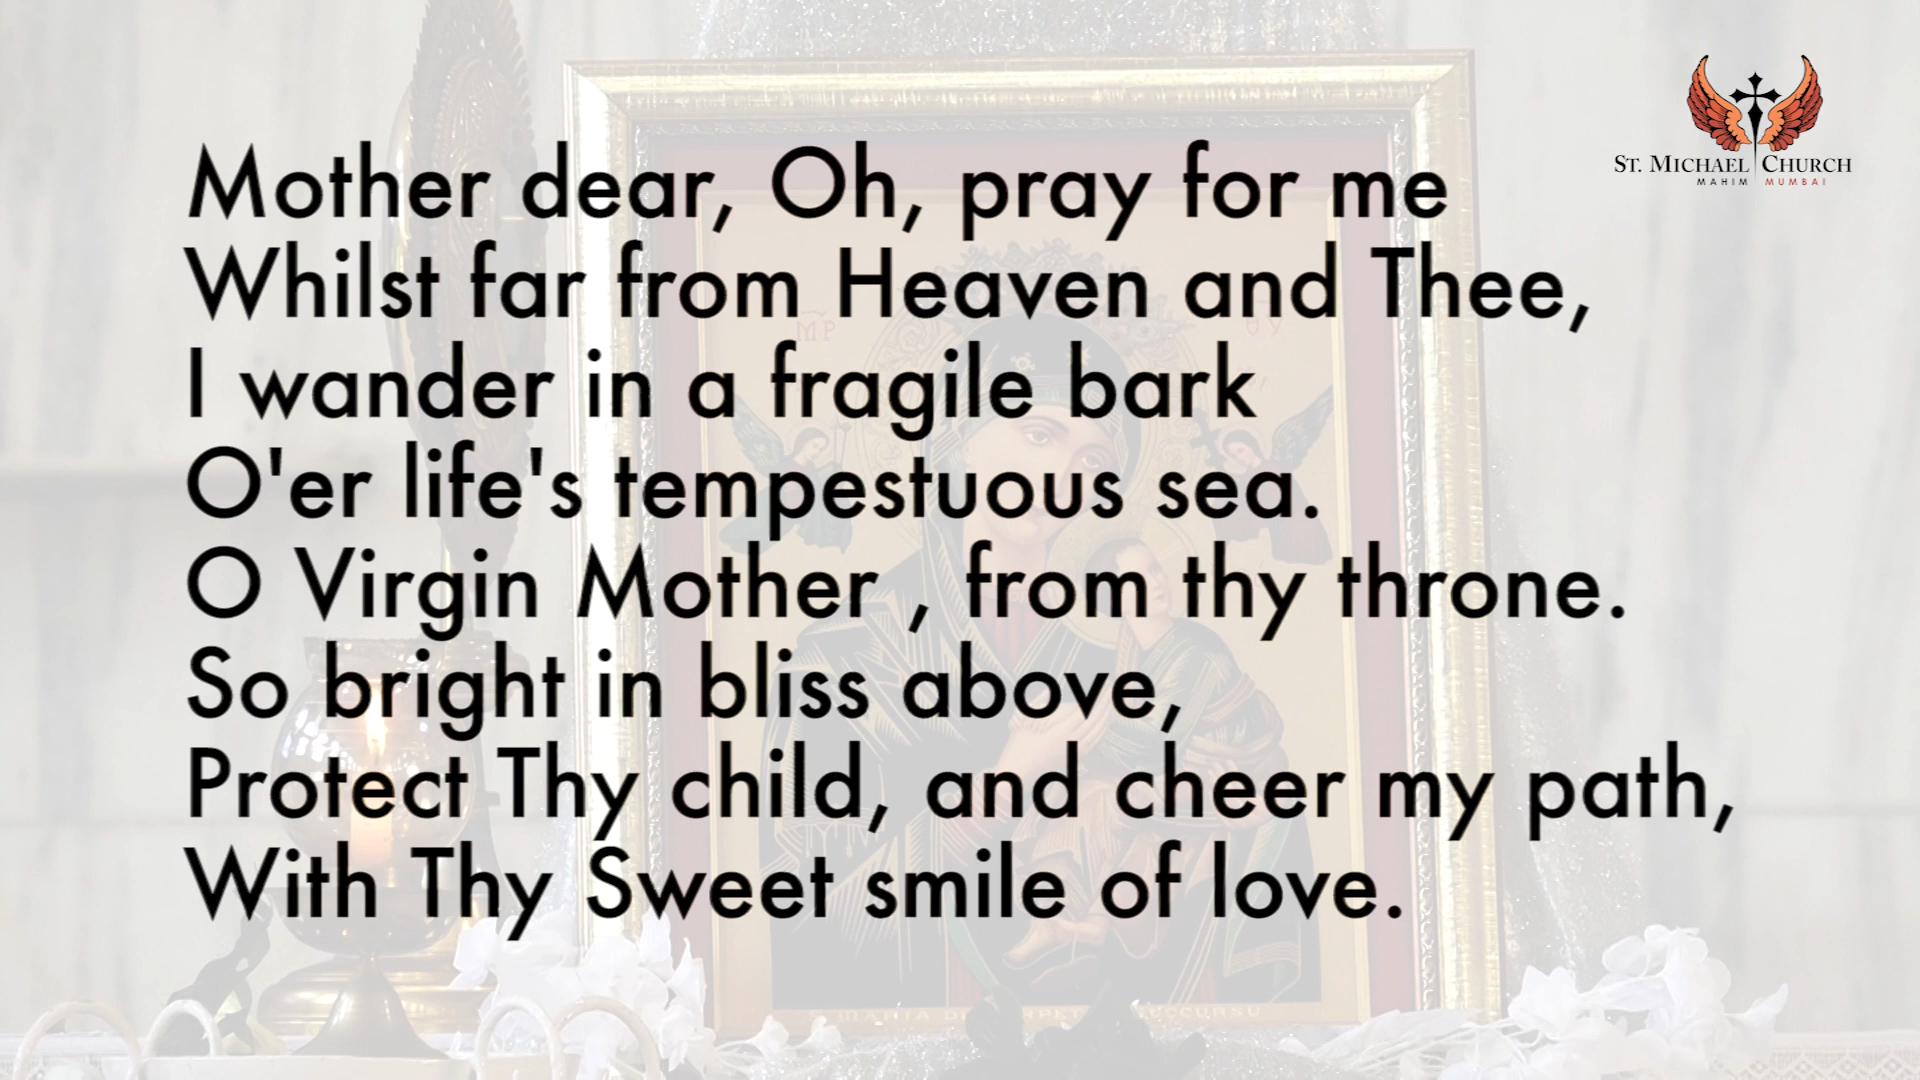 ST. MICHAEL CHURCH
MAHIM MUMBAI
Mother dear, Oh, pray for me
Whilst far from Heaven and Thee,
I wander in a fragile bark
O'er life's tempestuous sea.
O Virgin Mother , from thy throne.
So bright in bliss above,
Protect Thy child, and cheer my path,
With Thy Sweet smile of love.
MP